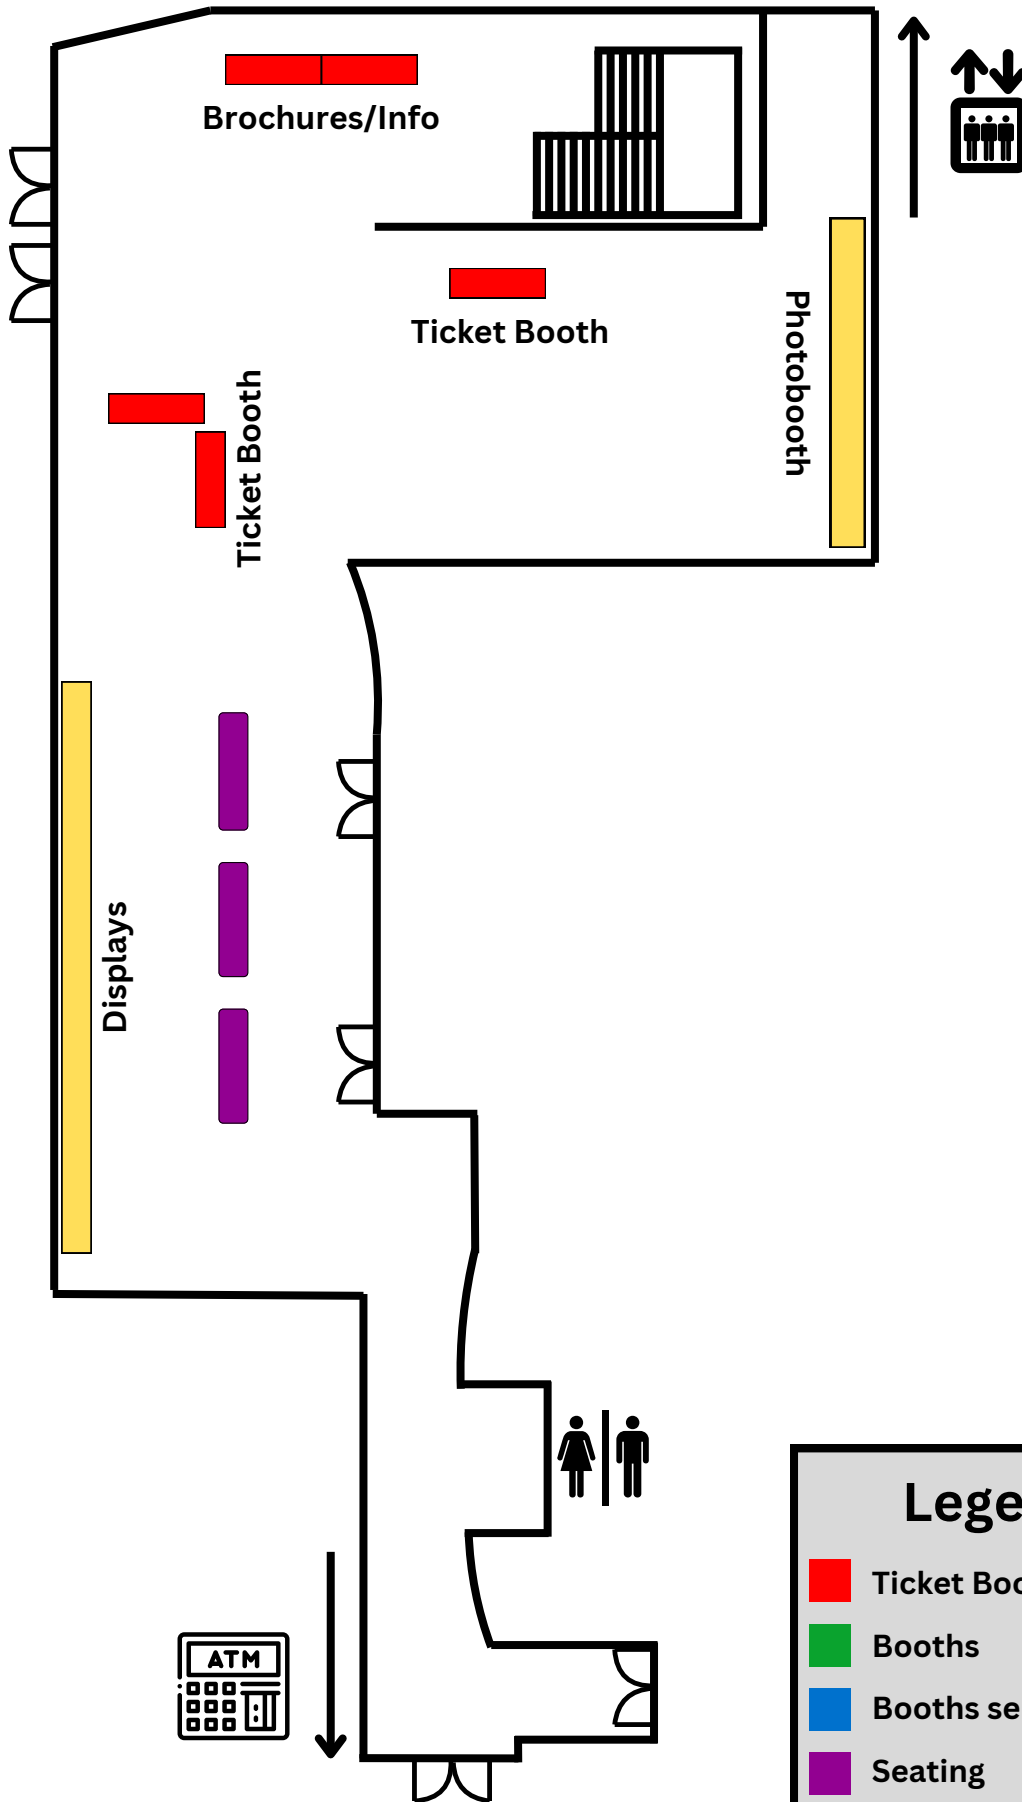 Brochures/Info
Ticket Booth
Photobooth
Ticket Booth
Displays
ATM
Lege
Ticket Boo
Booths
Booths se
Seating